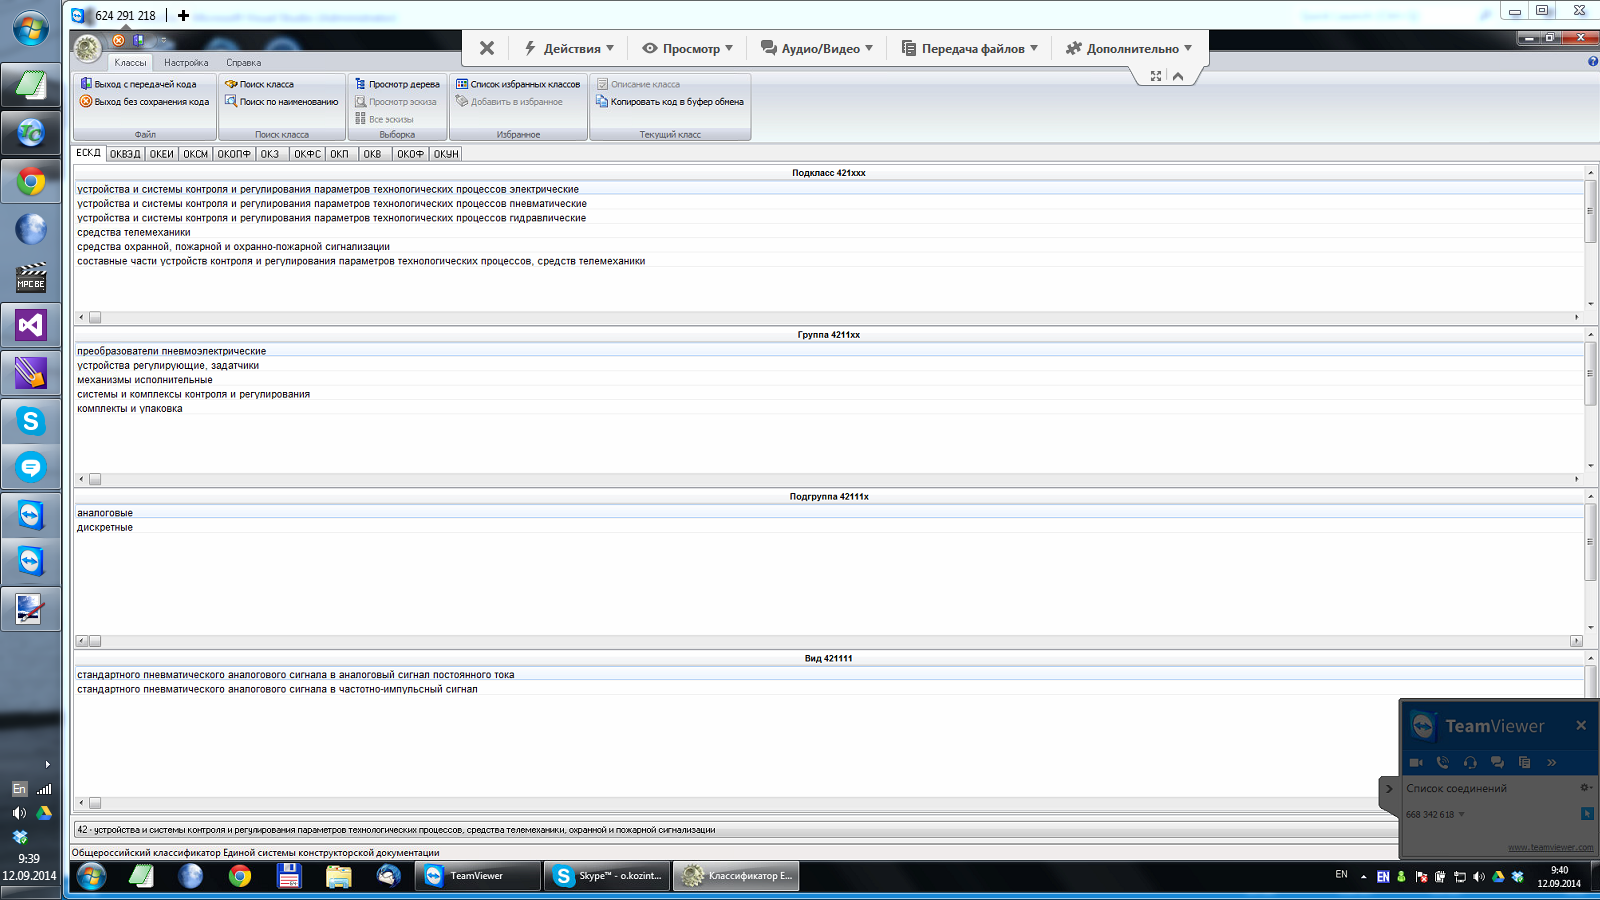 624 291 218
Действия
Просмотр
Аудио/Видео
Передача файлов
Дополнительно
Классы
Настройка
Справка
Выход с передачей кода
Выход без сохранения кода
Файл
Поиск класса
Поиск по наименованию
Поиск класса
Просмотр дерева
Просмотр эскиза
Все эскизы
Выборка
Список избранных классов
Добавить в избранное
Избранное
Описание класса
Копировать код в буфер обмена
Текущий класс
ЕСКД
ОКВЭД
ОКЕИ
ОКСМ
ОКОПФ
ОКЗ
ОКФС
ОКП
ОКВ
ОКОФ
ОКУН
Подкласс 421xxx
устройства и системы контроля и регулирования параметров технологических процессов электрические
устройства и системы контроля и регулирования параметров технологических процессов пневматические
устройства и системы контроля и регулирования параметров технологических процессов гидравлические
средства телемеханики
средства охранной, пожарной и охранно-пожарной сигнализации
составные части устройств контроля и регулирования параметров технологических процессов, средств телемеханики
Группа 4211xx
преобразователи пневмоэлектрические
устройства регулирующие, задатчики
механизмы исполнительные
системы и комплексы контроля и регулирования
комплекты и упаковка
Подгруппа 42111x
аналоговые
дискретные
Вид 421111
стандартного пневматического аналогового сигнала в аналоговый сигнал постоянного тока
стандартного пневматического аналогового сигнала в частотно-импульсный сигнал
TeamViewer
Список соединений
668 342 618
www.teamviewer.com
42 - устройства и системы контроля и регулирования параметров технологических процессов, средства телемеханики, охранной и пожарной сигнализации
Общероссийский классификатор Единой системы конструкторской документации
TeamViewer
Skype™ - o.kozint...
Классификатор Е...
EN
EN
9:40
12.09.2014
MPC BE
En
9:39
12.09.2014